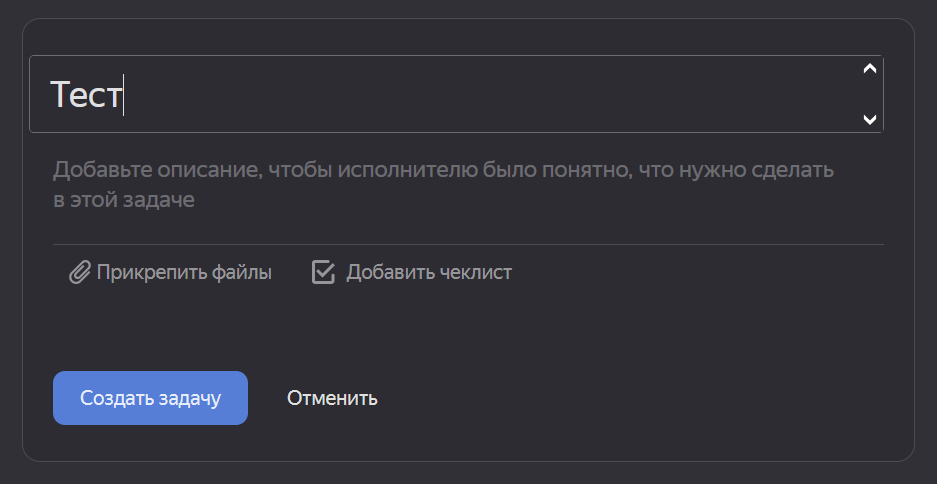 Тест
Добавьте описание, чтобы исполнителю было понятно, что нужно сделать
в этой задаче
Прикрепить файлы
Добавить чеклист
Создать задачу
Отменить